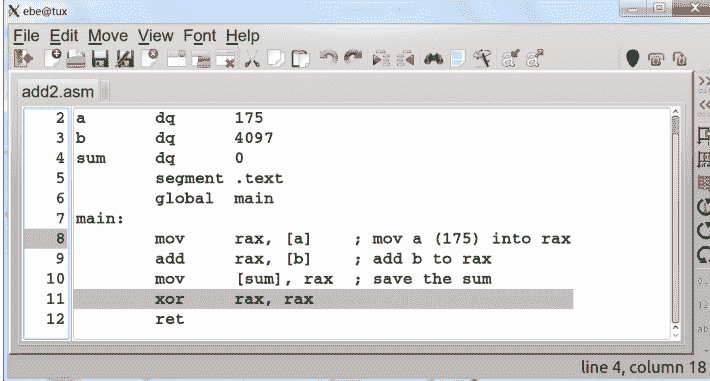 ebe@tux
File Edit Move View Font Help
add2.asm
2 a dq 175
3 b dq 4097
4 sum dq 0
5 segment .text
6 global main
7 main:
8 mov rax, [a] ; mov a (175) into rax
9 add rax, [b] ; add b to rax
10 mov [sum], rax ; save the sum
11 xor rax, rax
12 ret
line 4, column 18